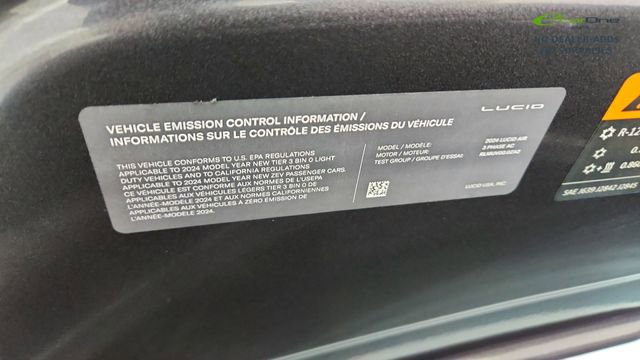 VEHICLE EMISSION CONTROL INFORMATION /
INFORMATIONS SUR LE CONTRÔLE DES ÉMISSIONS DU VÉHICULE
LUCID
THIS VEHICLE CONFORMS TO U.S. EPA REGULATIONS
APPLICABLE TO 2024 MODEL YEAR NEW TIER 3 BIN 0 LIGHT
DUTY VEHICLES AND TO CALIFORNIA REGULATIONS
APPLICABLE TO 2024 MODEL YEAR NEW ZEV PASSENGER CARS.
CE VÉHICULE EST CONFORME AUX NORMES DE L'USEPA
APPLICABLES AUX VÉHICULES LÉGERS TIER 3 BIN 0 DE
L'ANNÉE-MODÈLE 2024 ET AUX NORMES CALIFORNIENNES
APPLICABLES AUX VÉHICULES À ZÉRO ÉMISSION DE
L'ANNÉE-MODÈLE 2024.
MODEL / MODÈLE: 2024 LUCID AIR
MOTOR / MOTEUR: 3 PHASE AC
TEST GROUP / GROUPE D'ESSAI:
LUCID USA, INC.